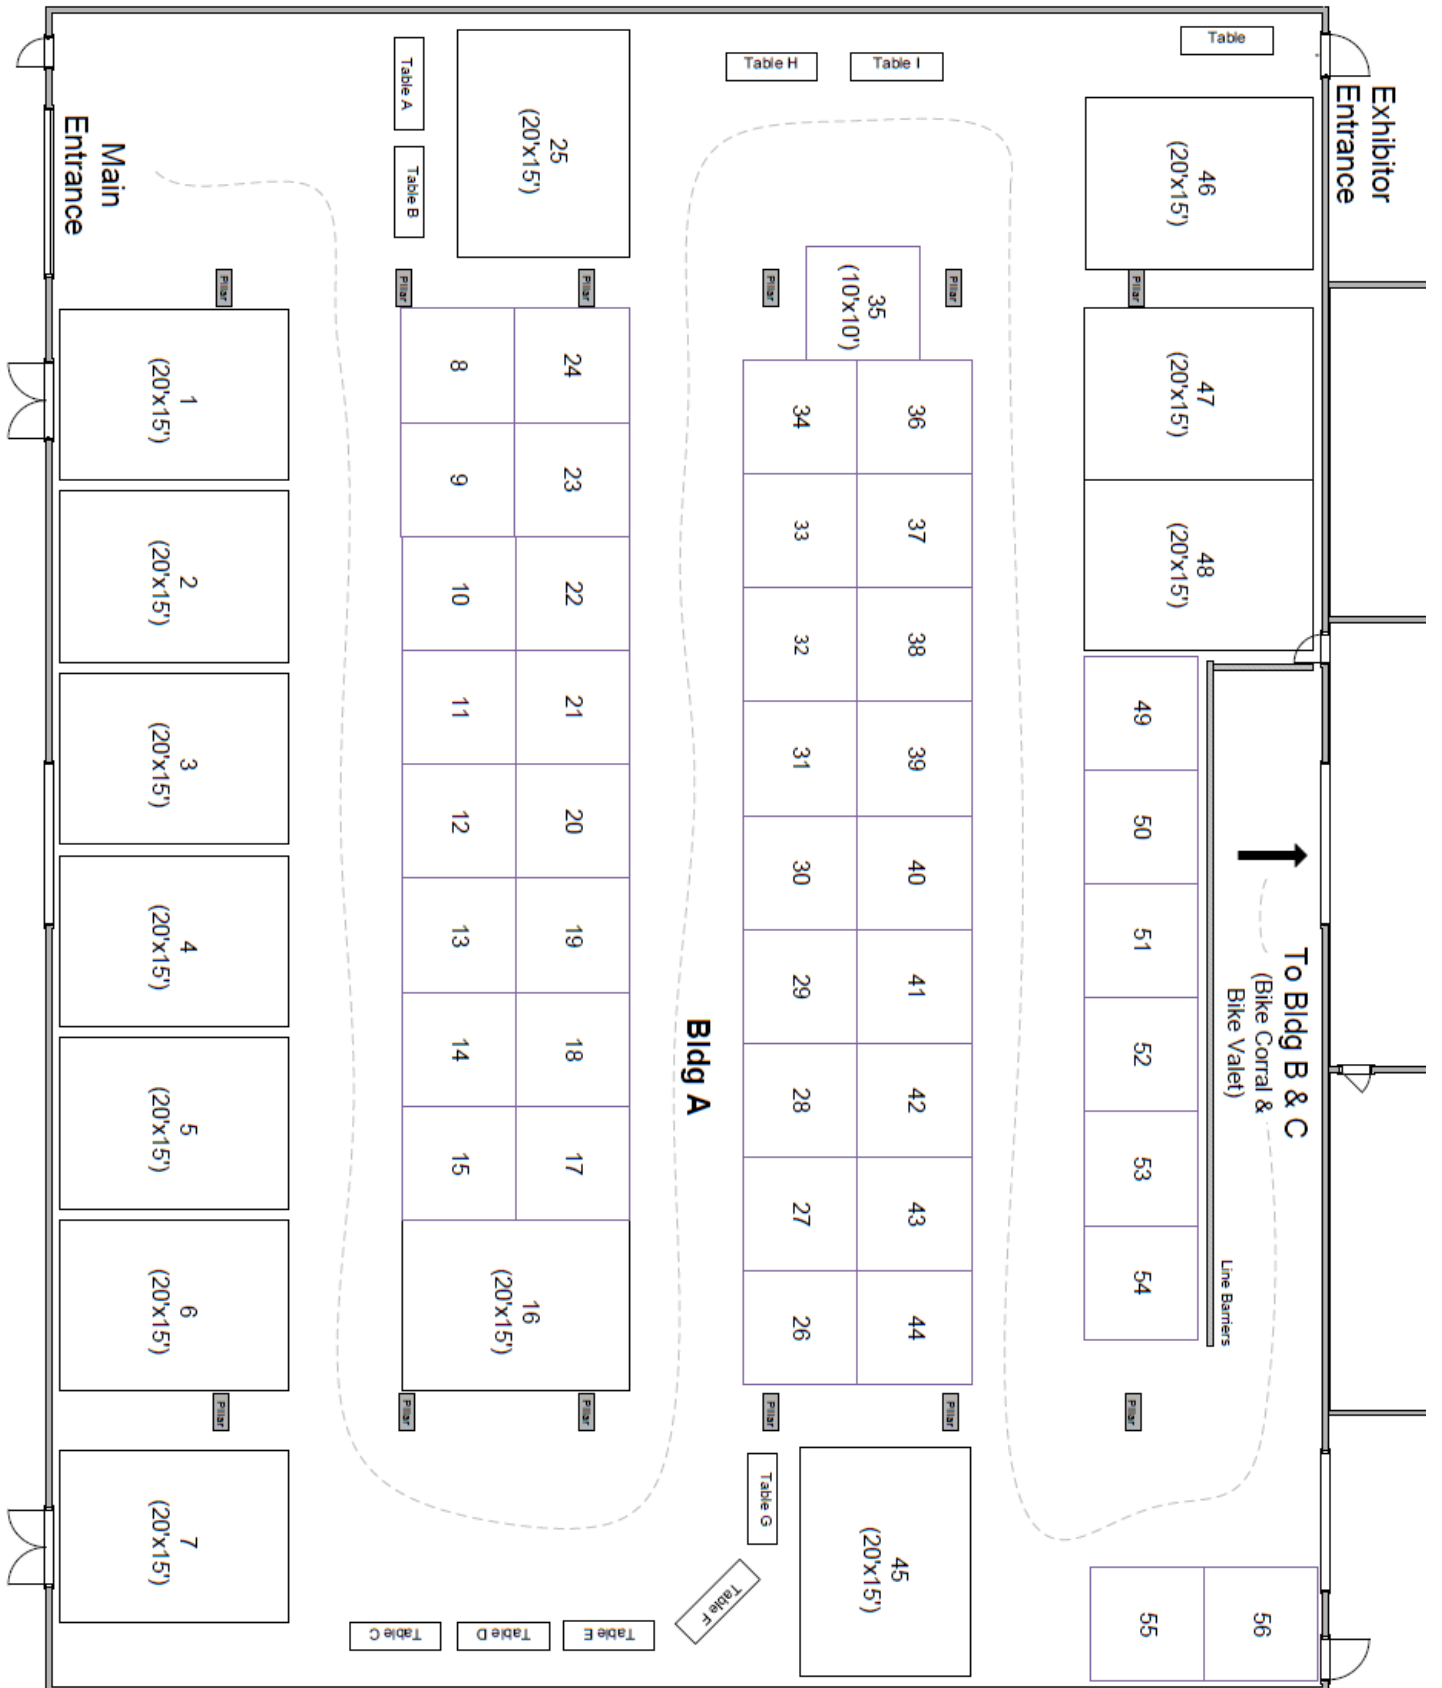 Table
Table H
Table I
Table A
Table B
25
(20'x15')
46
(20'x15')
Exhibitor
Entrance
Main
Entrance
Pillar
Pillar
Pillar
Pillar
Pillar
Pillar
35
(10'x10')
1
(20'x15')
8
24
34
36
47
(20'x15')
9
23
33
37
2
(20'x15')
10
22
32
38
48
(20'x15')
3
(20'x15')
11
21
31
39
49
12
20
30
40
50
4
(20'x15')
13
19
29
41
51
To Bldg B & C
(Bike Corral &
Bike Valet)
Bldg A
5
(20'x15')
14
18
28
42
52
15
17
27
43
53
6
(20'x15')
16
(20'x15')
26
44
54
Line Barriers
Pillar
Pillar
Pillar
Pillar
Pillar
Pillar
7
(20'x15')
Table G
45
(20'x15')
Table F
Table C
Table D
Table E
55
56